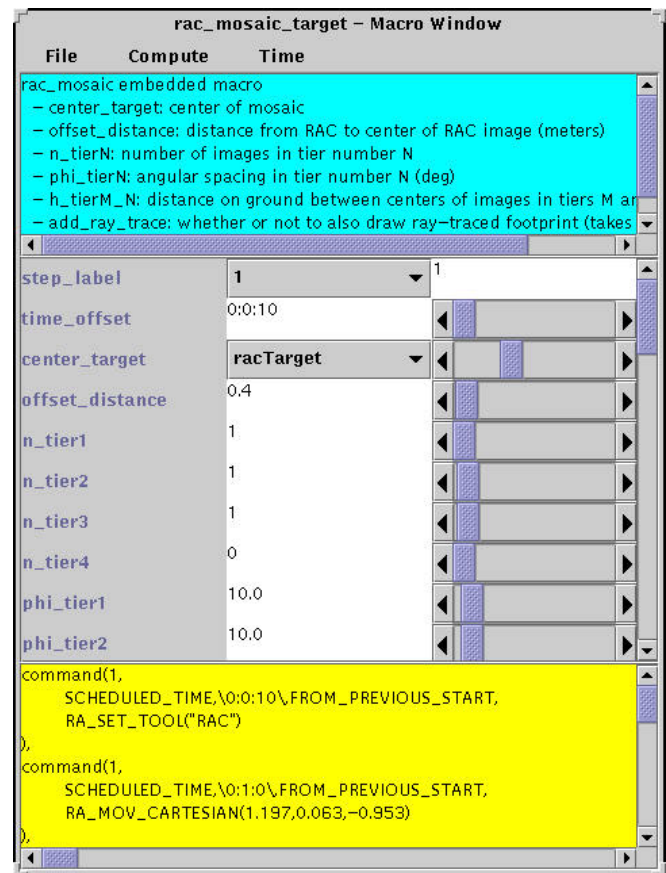 rac_mosaic_target – Macro Window
File Compute Time
rac_mosaic embedded macro
– center_target: center of mosaic
– offset_distance: distance from RAC to center of RAC image (meters)
– n_tierN: number of images in tier number N
– phi_tierN: angular spacing in tier number N (deg)
– h_tierM_N: distance on ground between centers of images in tiers M
– add_ray_trace: whether or not to also draw ray–traced footprint (takes
step_label 1 1
time_offset 0:0:10
center_target racTarget
offset_distance 0.4
n_tier1 1
n_tier2 1
n_tier3 1
n_tier4 0
phi_tier1 10.0
phi_tier2 10.0
command(1,
SCHEDULED_TIME,\0:0:10\,FROM_PREVIOUS_START,
RA_SET_TOOL("RAC")
),
command(1,
SCHEDULED_TIME,\0:1:0\,FROM_PREVIOUS_START,
RA_MOV_CARTESIAN(1.197,0.063,–0.953)
),